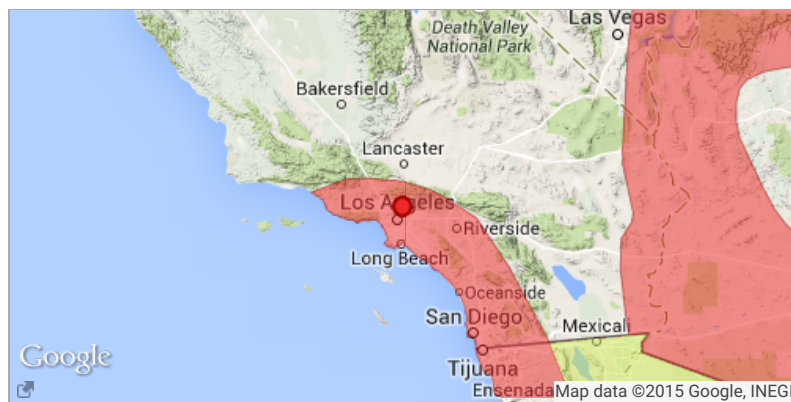 Death Valley
National Park
Las Vegas
Bakersfield
Lancaster
Los Angeles
Riverside
Long Beach
Oceanside
San Diego
Mexicali
Tijuana
Ensenada
Google
Map data ©2015 Google, INEGI